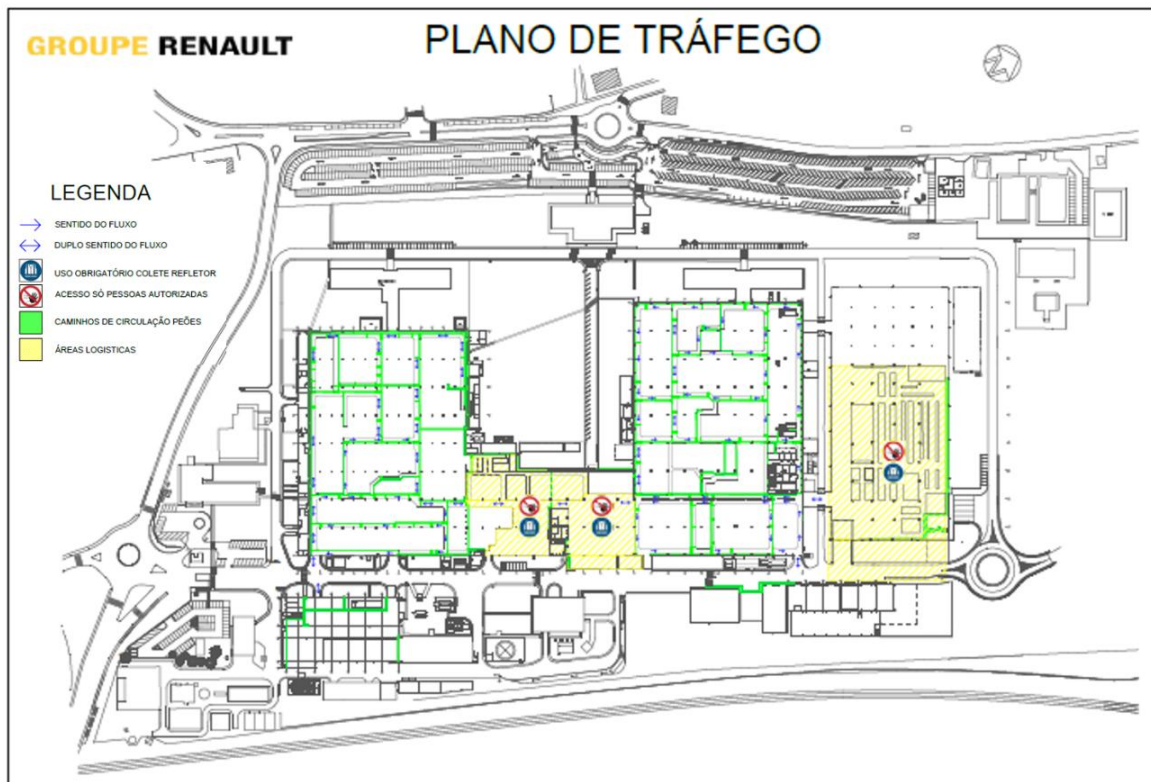 GROUPE RENAULT
PLANO DE TRÁFEGO
LEGENDA
SENTIDO DO FLUXO
DUPLO SENTIDO DO FLUXO
USO OBRIGATÓRIO COLETE REFLETOR
ACESSO SÓ PESSOAS AUTORIZADAS
CAMINHOS DE CIRCULAÇÃO PEÕES
ÁREAS LOGISTICAS